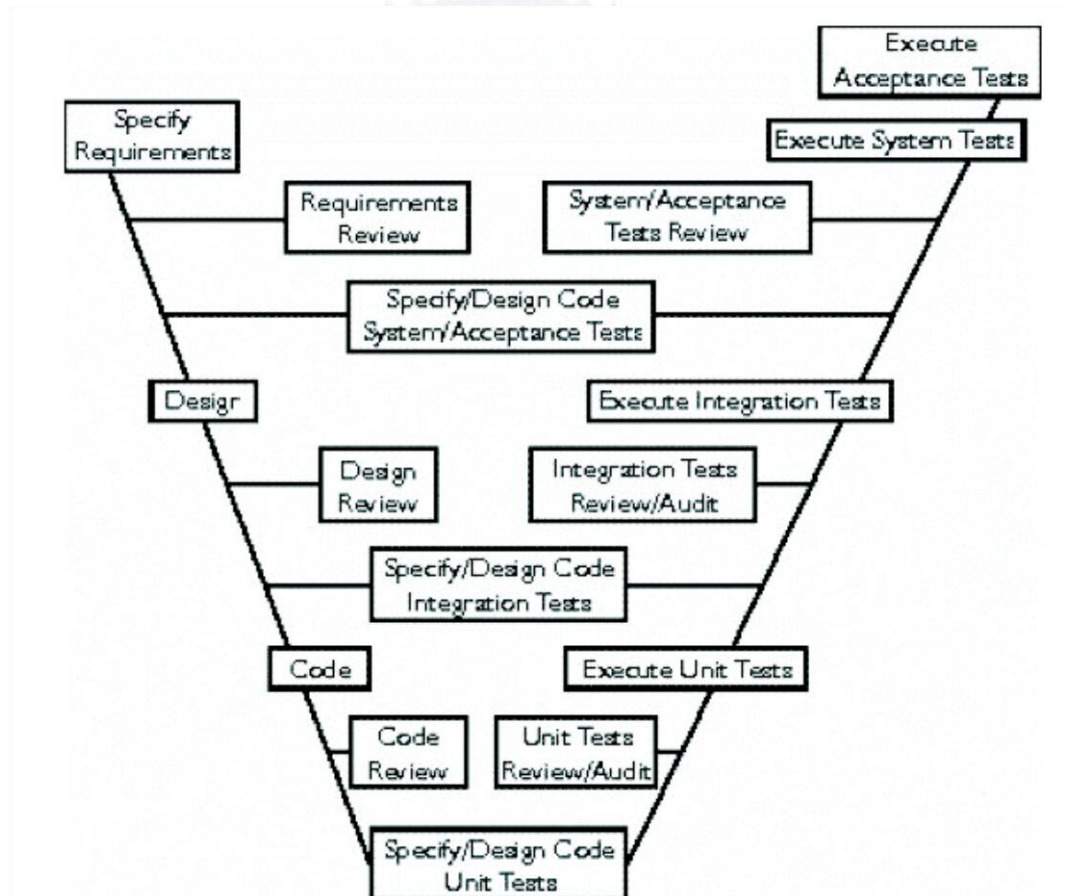 Execute
Acceptance Tests
Specify
Requirements
Execute System Tests
Requirements
Review
System/Acceptance
Tests Review
Specify/Design Code
System/Acceptance Tests
Design
Execute Integration Tests
Design
Review
Integration Tests
Review/Audit
Specify/Design Code
Integration Tests
Code
Execute Unit Tests
Code
Review
Unit Tests
Review/Audit
Specify/Design Code
Unit Tests